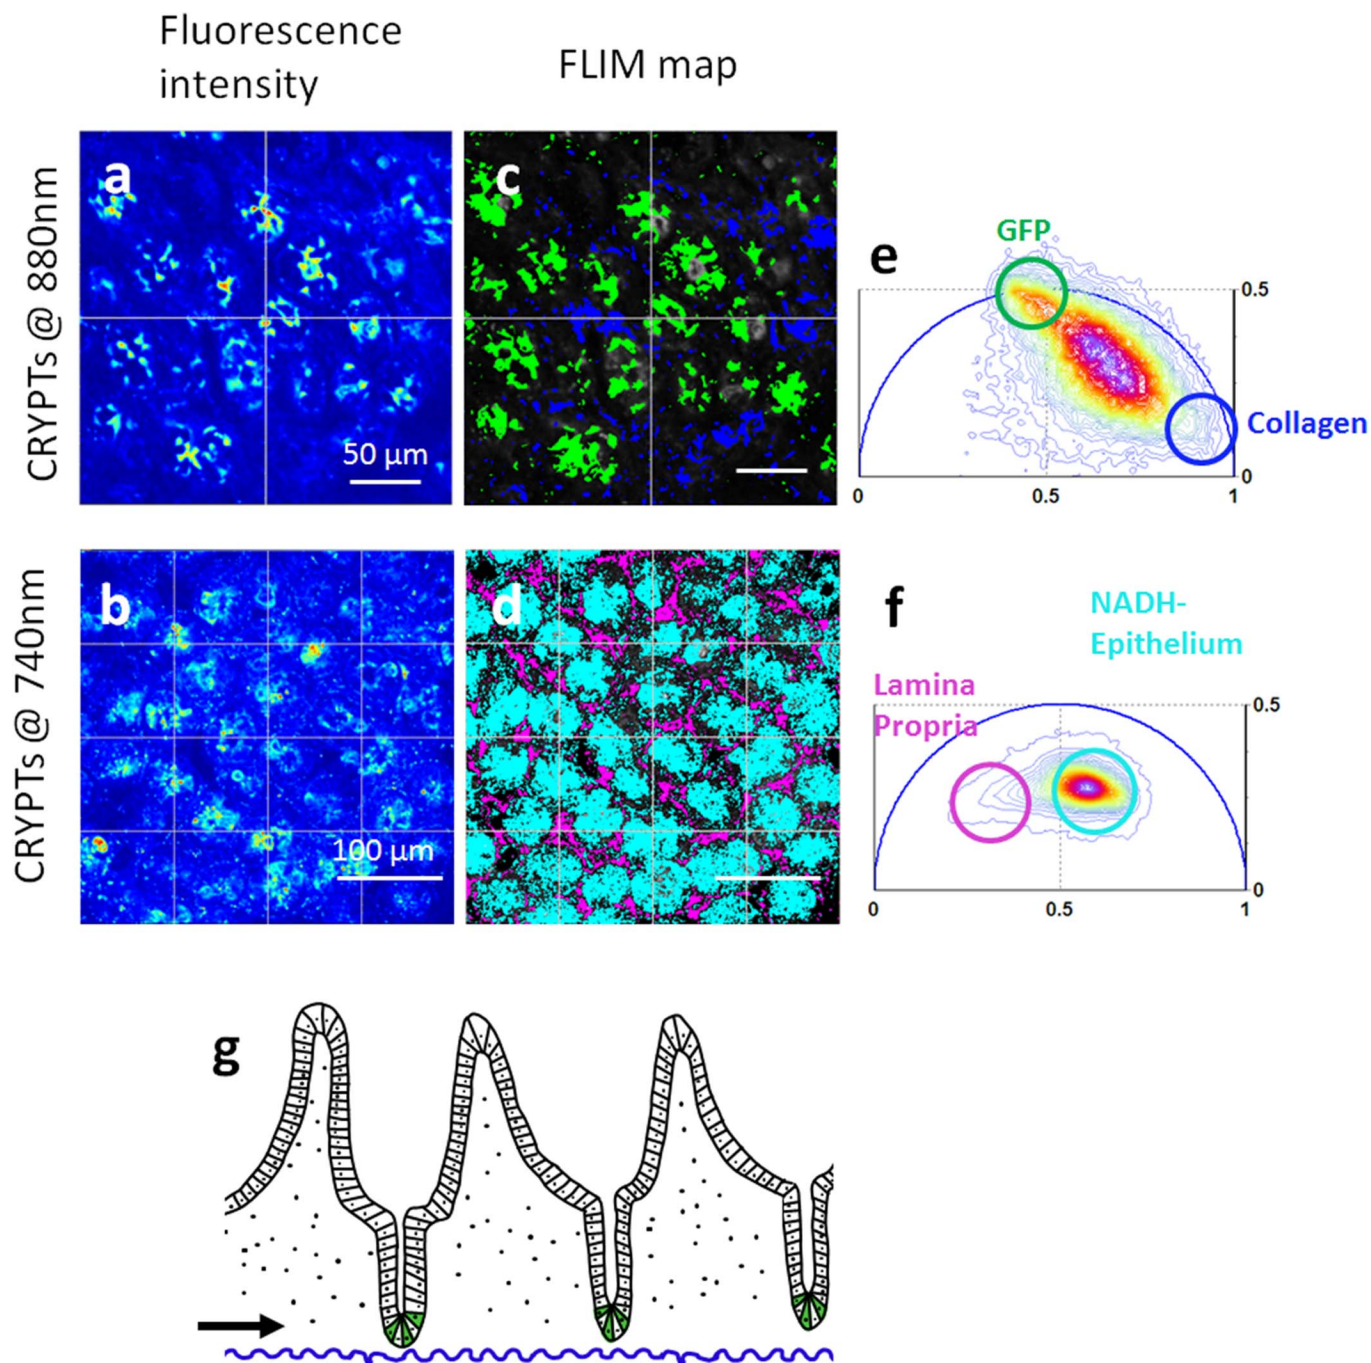 Fluorescence
intensity
FLIM map
CRYPTs @ 880nm
a
50 µm
c
e
GFP
0.5
Collagen
0
0
0.5
1
CRYPTs @ 740nm
b
100 µm
d
f
NADH-
Epithelium
Lamina
Propria
0.5
0
0
0.5
1
g